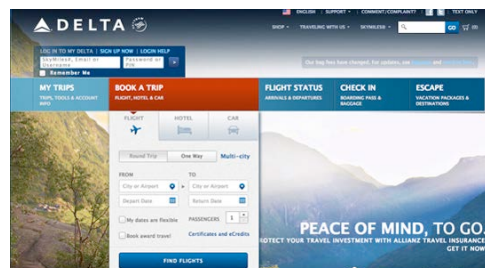 ENGLISH SUPPORT COMMENT/COMPLAINT? TEXT ONLY
DELTA
SHOP TRAVELING WITH US SKYMILES GO (0)
LOG IN TO MY DELTA | SIGN UP NOW | LOGIN HELP
SkyMiles#, Email or Username
Password or PIN
Remember Me
Our bag fees have changed. For updates, see
MY TRIPS
TRIPS, TOOLS & ACCOUNT INFO
BOOK A TRIP
FLIGHT, HOTEL & CAR
FLIGHT STATUS
ARRIVALS & DEPARTURES
CHECK IN
BOARDING PASS & BAGGAGE
ESCAPE
VACATION PACKAGES & DESTINATIONS
FLIGHT HOTEL CAR
Round Trip One Way Multi-city
FROM TO
City or Airport City or Airport
Depart Date Return Date
My dates are flexible PASSENGERS 1
Book award travel Certificates and eCredits
FIND FLIGHTS
PEACE OF MIND, TO GO.
ROTECT YOUR TRAVEL INVESTMENT WITH ALLIANZ TRAVEL INSURANCE
GET IT NOW